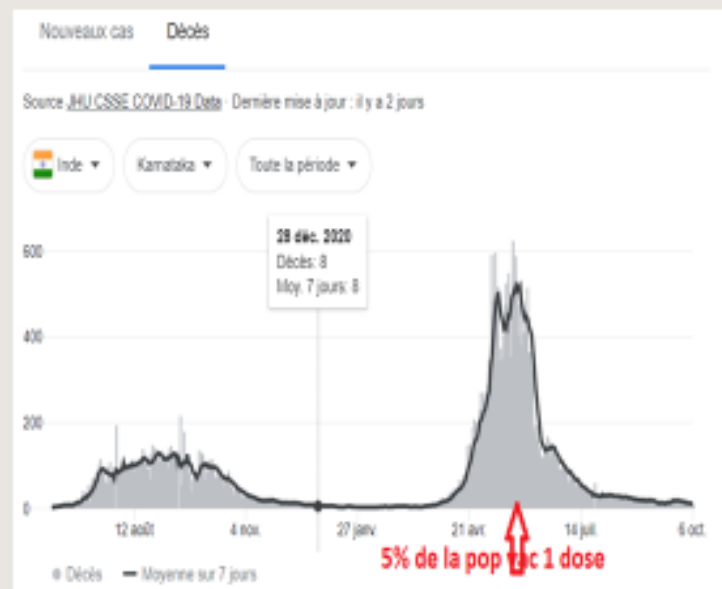 Nouveaux cas Décès
Source JHU CSSE COVID-19 Data · Dernière mise à jour : il y a 2 jours
Inde Karnataka Toute la période
28 déc. 2020
Décès: 8
Moy. 7 jours: 8
600
400
200
0
12 août 4 nov. 27 janv. 21 avr. 14 juil. 6 oct.
5% de la pop vac 1 dose
Décès Moyenne sur 7 jours